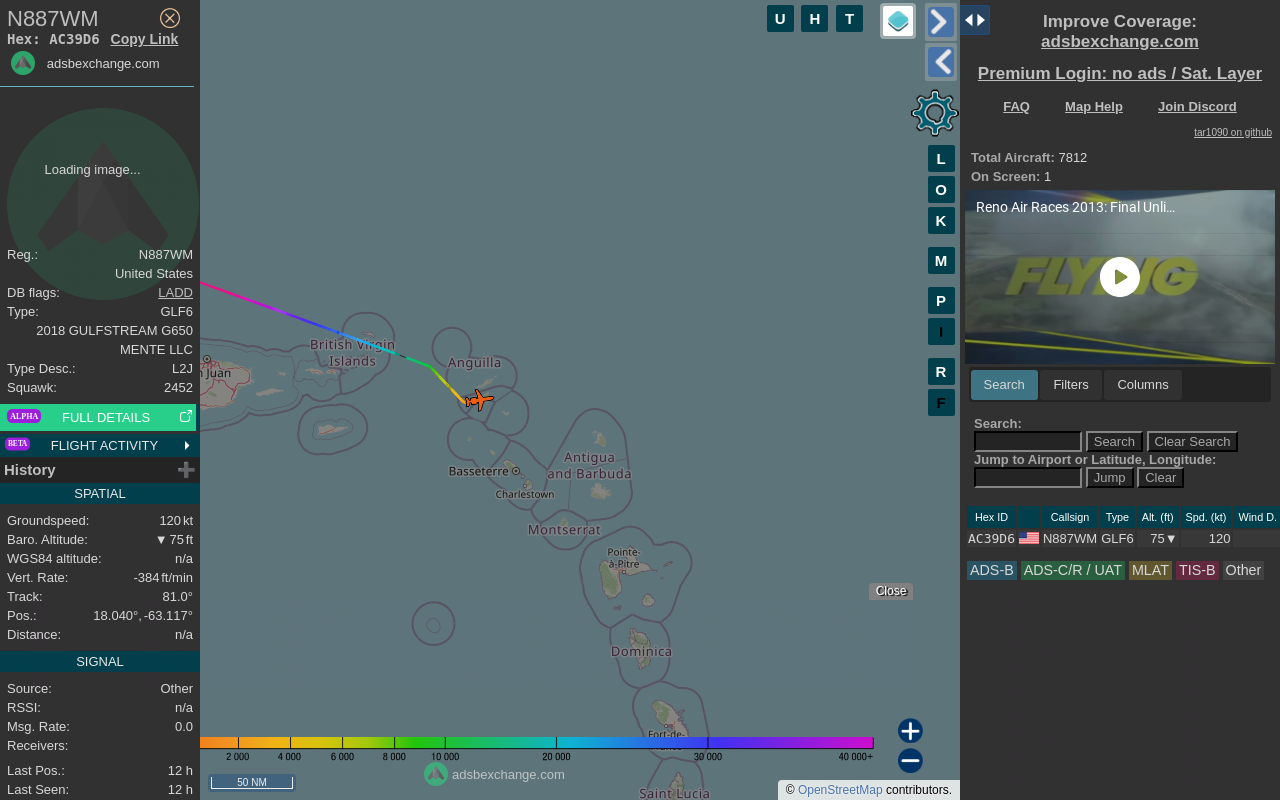 N887WM
Hex: AC39D6 Copy Link
adsbexchange.com
Loading image...
Reg.: N887WM
United States
DB flags: LADD
Type: GLF6
2018 GULFSTREAM G650
MENTE LLC
Type Desc.: L2J
Squawk: 2452
ALPHA FULL DETAILS
BETA FLIGHT ACTIVITY
History
SPATIAL
Groundspeed: 120 kt
Baro. Altitude: ▼ 75 ft
WGS84 altitude: n/a
Vert. Rate: -384 ft/min
Track: 81.0°
Pos.: 18.040°, -63.117°
Distance: n/a
SIGNAL
Source: Other
RSSI: n/a
Msg. Rate: 0.0
Receivers:
Last Pos.: 12 h
Last Seen: 12 h
U H T
L
O
K
M
P
I
R
F
British Virgin
Islands
Anguilla
n Juan
Basseterre
Charlestown
Antigua
and Barbuda
Montserrat
Pointe-
à-Pitre
Dominica
Fort-de-
Saint Lucia
Close
2 000 4 000 6 000 8 000 10 000 20 000 30 000 40 000+
50 NM
adsbexchange.com
© OpenStreetMap contributors.
Improve Coverage:
adsbexchange.com
Premium Login: no ads / Sat. Layer
FAQ Map Help Join Discord
tar1090 on github
Total Aircraft: 7812
On Screen: 1
Reno Air Races 2013: Final Unli...
FLYING
Search Filters Columns
Search:
Search Clear Search
Jump to Airport or Latitude, Longitude:
Jump Clear
Hex ID Callsign Type Alt. (ft) Spd. (kt) Wind D.
AC39D6 N887WM GLF6 75▼ 120
ADS-B ADS-C/R / UAT MLAT TIS-B Other